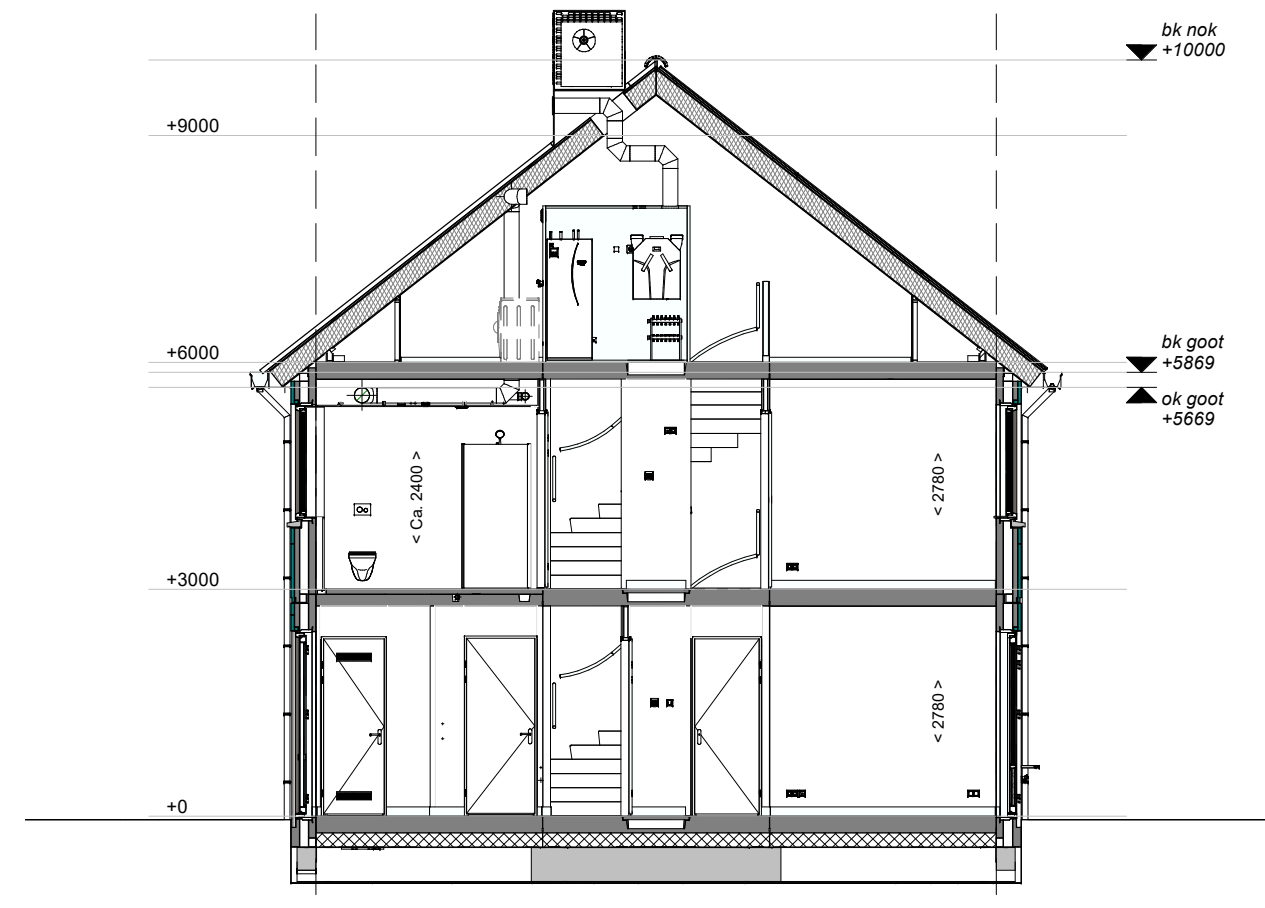 bk nok
+10000
+9000
+6000
bk goot
+5869
ok goot
+5669
< Ca. 2400 >
< 2780 >
+3000
< 2780 >
+0